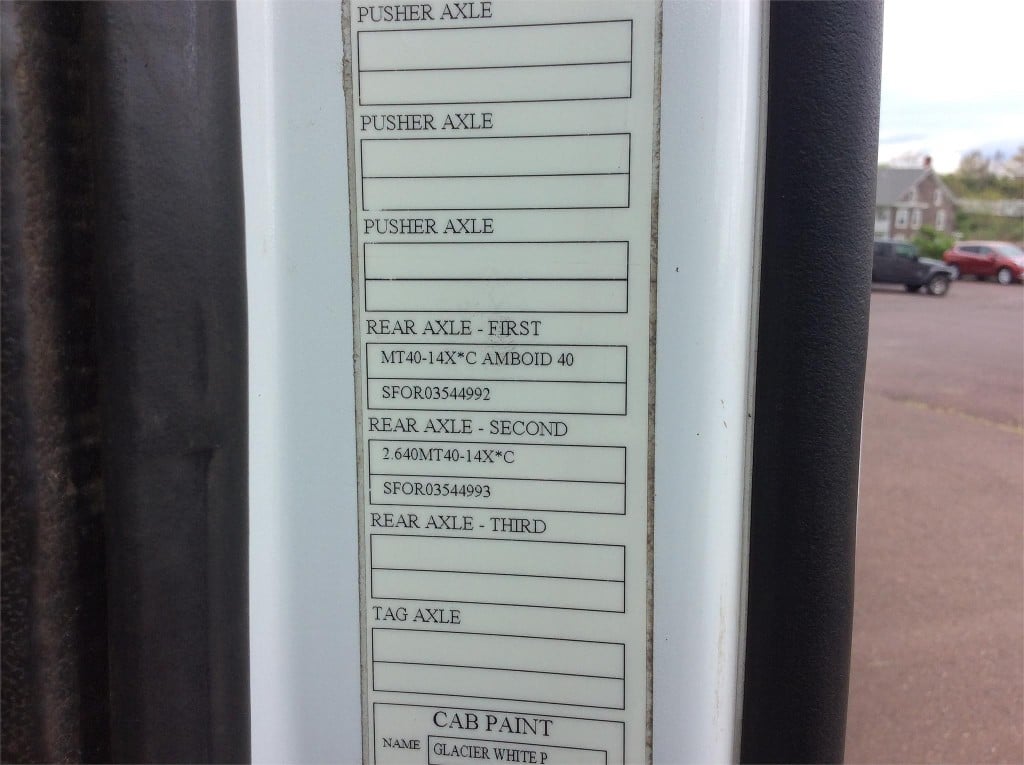 PUSHER AXLE
PUSHER AXLE
PUSHER AXLE
REAR AXLE - FIRST
MT40-14X*C AMBOID 40
SFOR03544992
REAR AXLE - SECOND
2.640MT40-14X*C
SFOR03544993
REAR AXLE - THIRD
TAG AXLE
CAB PAINT
NAME GLACIER WHITE P